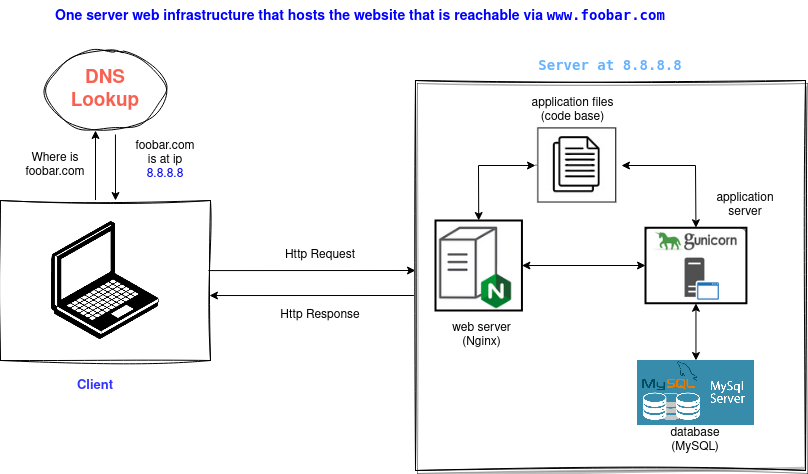 One server web infrastructure that hosts the website that is reachable via www.foobar.com
Server at 8.8.8.8
DNS
Lookup
Where is
foobar.com
foobar.com
is at ip
8.8.8.8
application files
(code base)
application
server
gunicorn
Http Request
Http Response
web server
(Nginx)
N
Client
MySQL
MySql
Server
database
(MySQL)